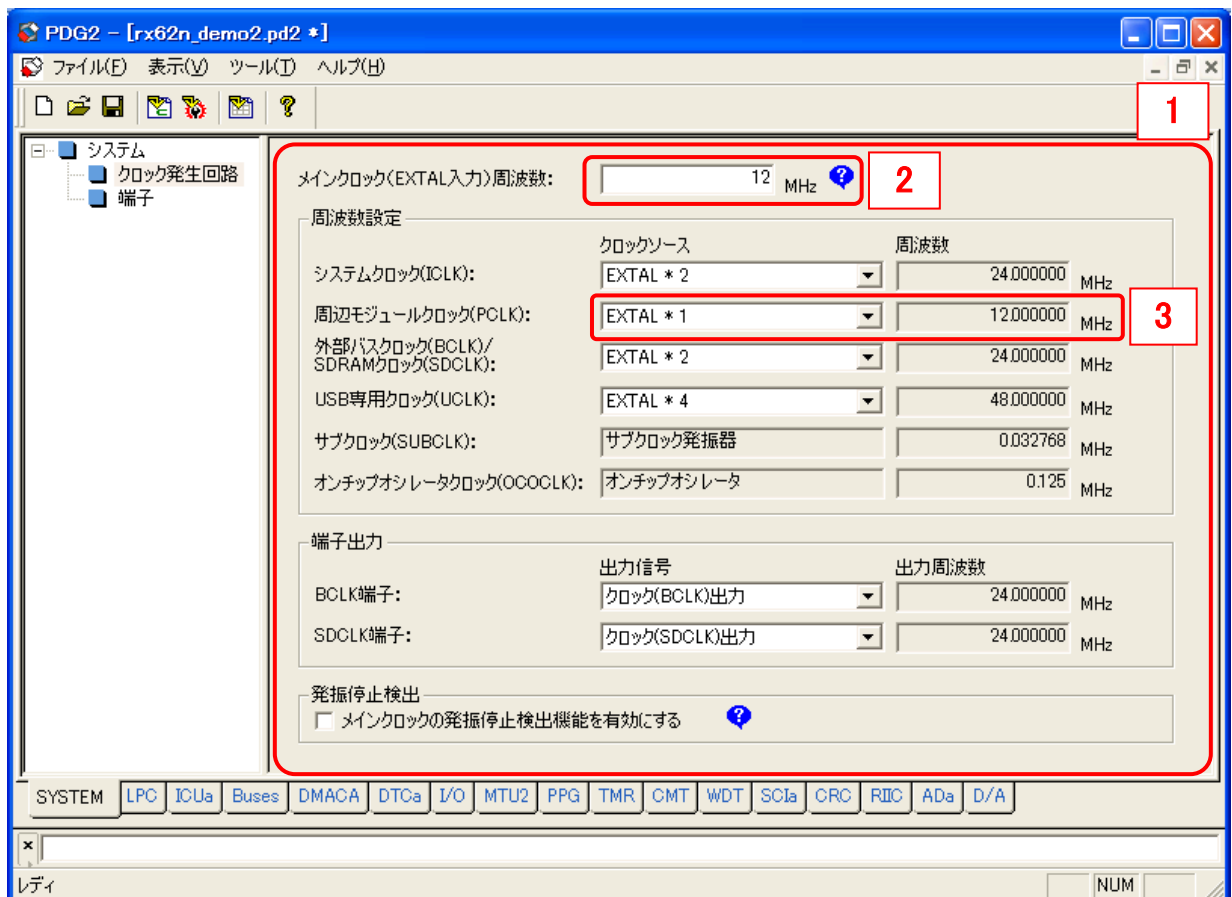 PDG2 - [rx62n_demo2.pd2 *]
ファイル(F) 表示(V) ツール(T) ヘルプ(H)
1
システム
クロック発生回路
端子
メインクロック(EXTAL入力)周波数: 12 MHz
2
周波数設定
クロックソース 周波数
システムクロック(ICLK): EXTAL * 2 24.000000 MHz
周辺モジュールクロック(PCLK): EXTAL * 1 12.000000 MHz
3
外部バスクロック(BCLK)/
SDRAMクロック(SDCLK): EXTAL * 2 24.000000 MHz
USB専用クロック(UCLK): EXTAL * 4 48.000000 MHz
サブクロック(SUBCLK): サブクロック発振器 0.032768 MHz
オンチップオシレータクロック(OCOCLK): オンチップオシレータ 0.125 MHz
端子出力
出力信号 出力周波数
BCLK端子: クロック(BCLK)出力 24.000000 MHz
SDCLK端子: クロック(SDCLK)出力 24.000000 MHz
発振停止検出
メインクロックの発振停止検出機能を有効にする
SYSTEM LPC ICUa Buses DMACA DTCa I/O MTU2 PPG TMR CMT WDT SCIa CRC RIIC ADa D/A
レディ NUM